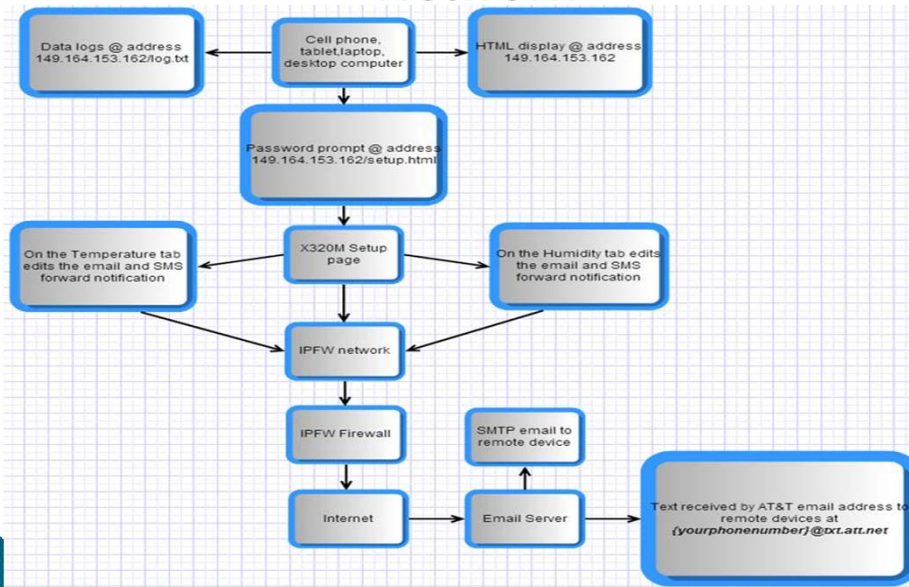 Data logs @ address
149.164.153.162/log.txt
Cell phone,
tablet,laptop,
desktop computer
HTML display @ address
149.164.153.162
Password prompt @ address
149.164.153.162/setup.html
On the Temperature tab
edits the email and SMS
forward notification
X320M Setup
page
On the Humidity tab edits
the email and SMS
forward notification
IPFW network
IPFW Firewall
SMTP email to
remote device
Internet
Email Server
Text received by AT&T email address to
remote devices at
{yourphonenumber}@txt.att.net